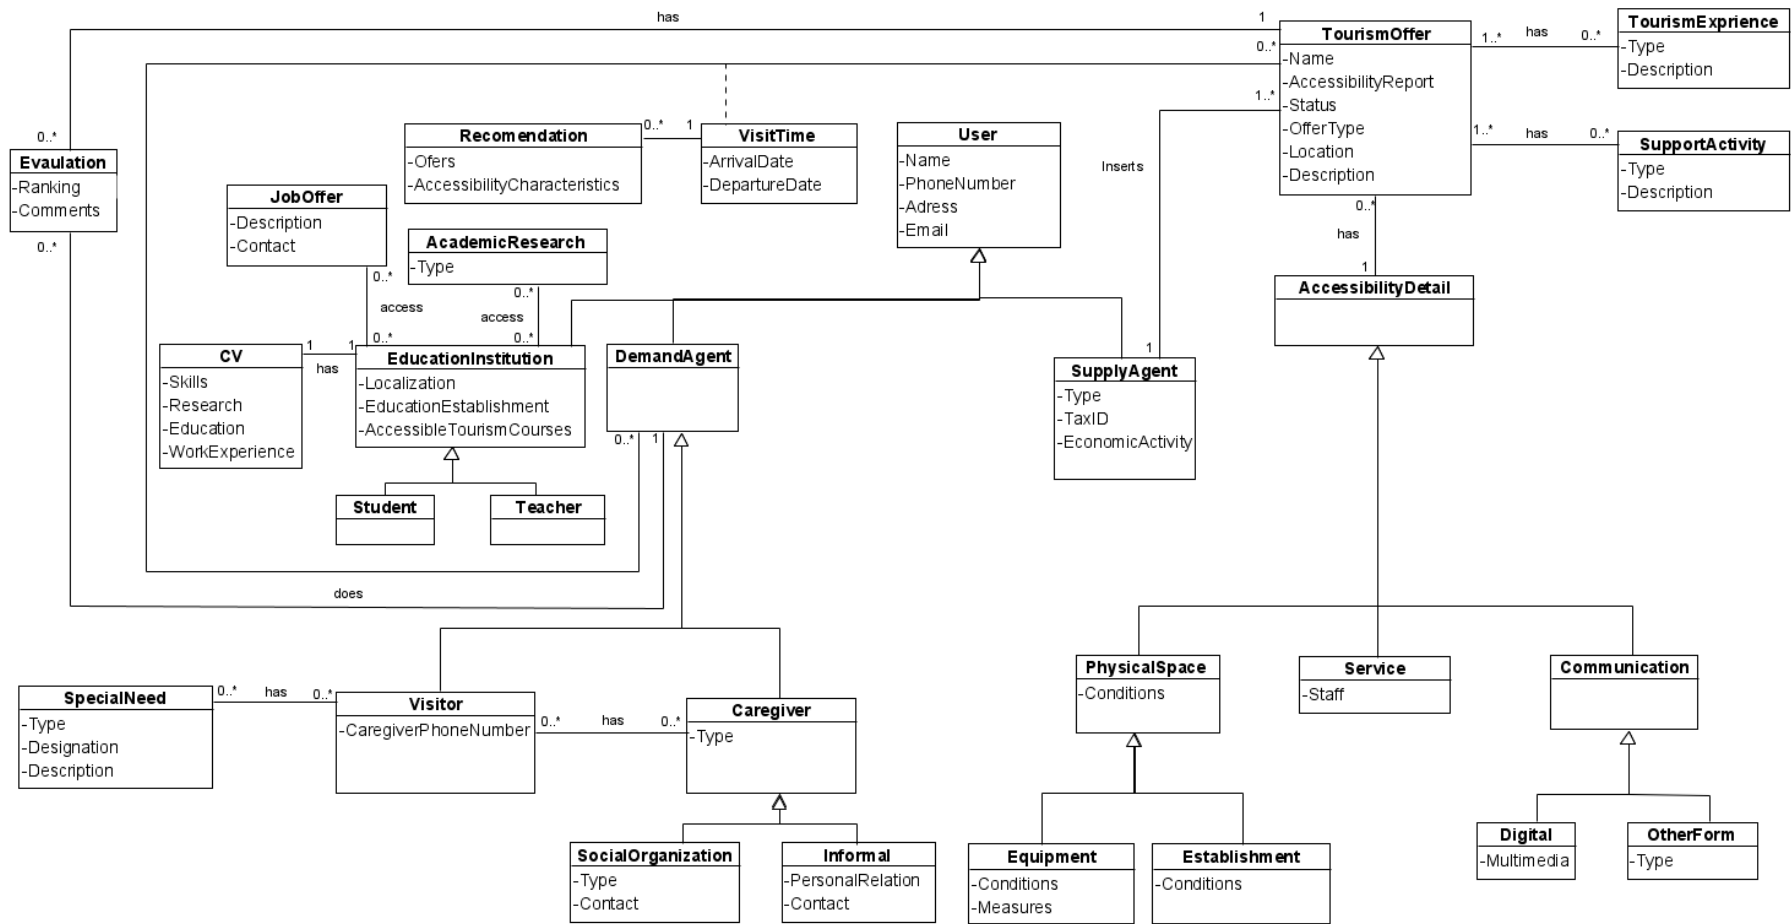 has
1
TourismOffer
-Name
-AccessibilityReport
-Status
-OfferType
-Location
-Description
0..*
1..*
1..*
has
0..*
TourismExprience
-Type
-Description
1..*
has
0..*
SupportActivity
-Type
-Description
0..*
Evaulation
-Ranking
-Comments
0..*
Recomendation
-Ofers
-AccessibilityCharacteristics
0..*
1
VisitTime
-ArrivalDate
-DepartureDate
User
-Name
-PhoneNumber
-Adress
-Email
Inserts
JobOffer
-Description
-Contact
0..*
access
0..*
AcademicResearch
-Type
0..*
access
0..*
0..*
has
1
AccessibilityDetail
CV
-Skills
-Research
-Education
-WorkExperience
1
has
1
EducationInstitution
-Localization
-EducationEstablishment
-AccessibleTourismCourses
DemandAgent
0..*
1
1
SupplyAgent
-Type
-TaxID
-EconomicActivity
Student
Teacher
does
SpecialNeed
-Type
-Designation
-Description
0..*
has
0..*
Visitor
-CaregiverPhoneNumber
0..*
has
0..*
Caregiver
-Type
PhysicalSpace
-Conditions
Service
-Staff
Communication
SocialOrganization
-Type
-Contact
Informal
-PersonalRelation
-Contact
Equipment
-Conditions
-Measures
Establishment
-Conditions
Digital
-Multimedia
OtherForm
-Type